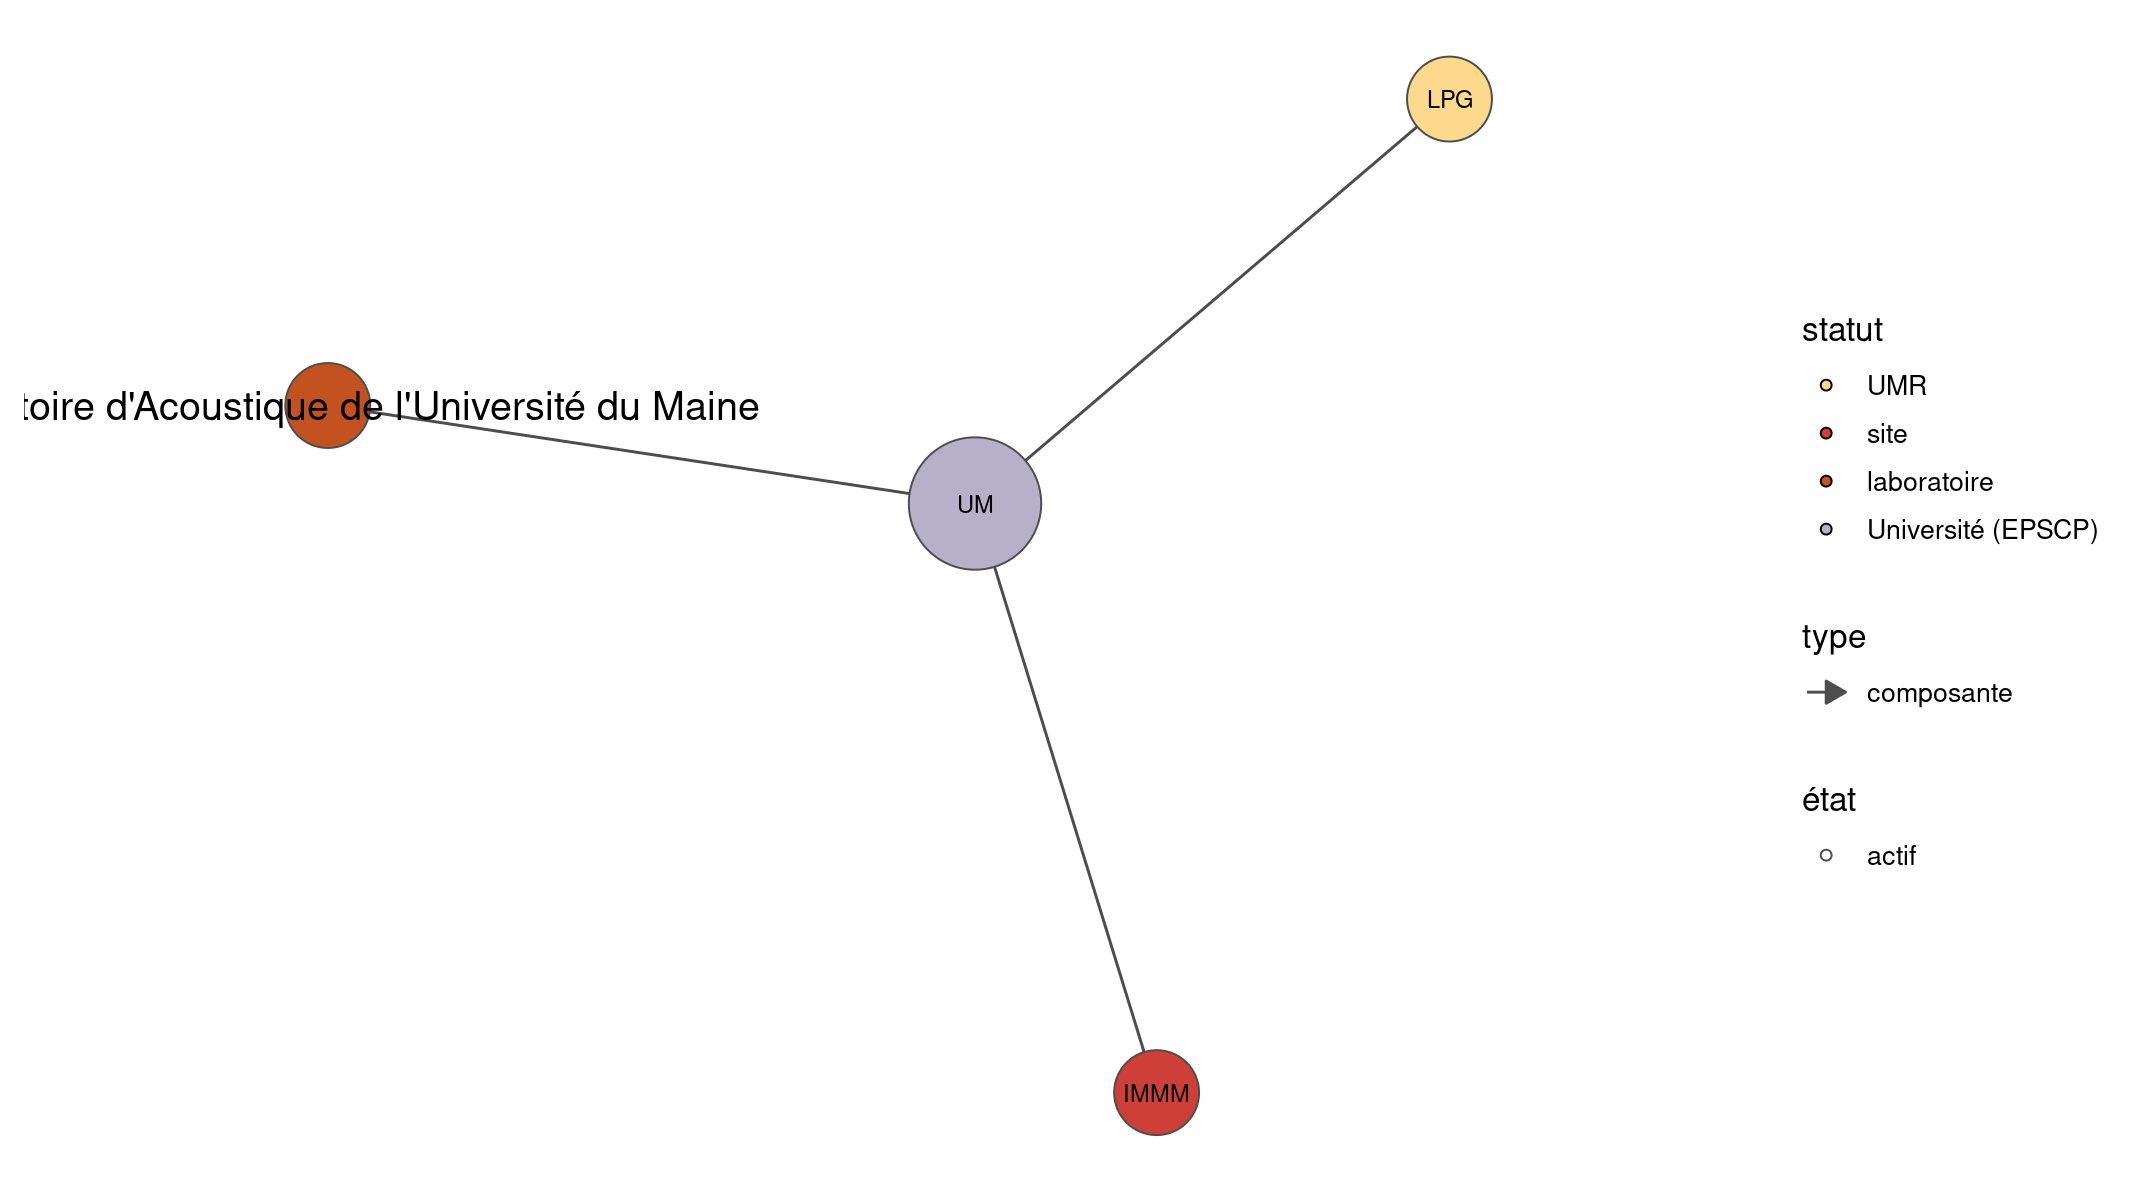 LPG
toire d'Acoustique de l'Université du Maine
UM
IMMM
statut
UMR
site
laboratoire
Université (EPSCP)
type
composante
état
actif